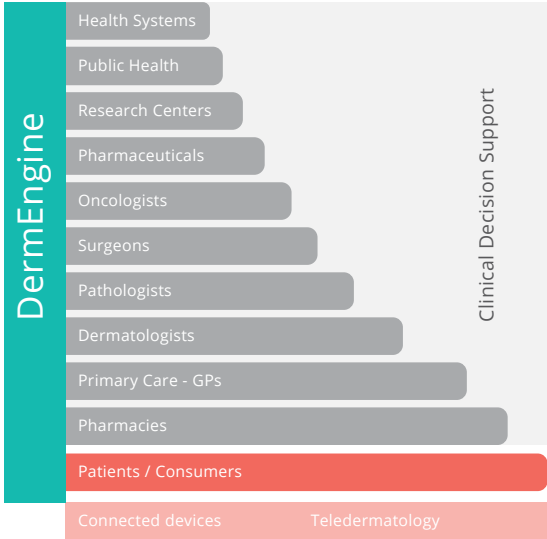 DermEngine
Health Systems
Public Health
Research Centers
Pharmaceuticals
Oncologists
Surgeons
Pathologists
Dermatologists
Primary Care - GPs
Pharmacies
Patients / Consumers
Connected devices
Teledermatology
Clinical Decision Support